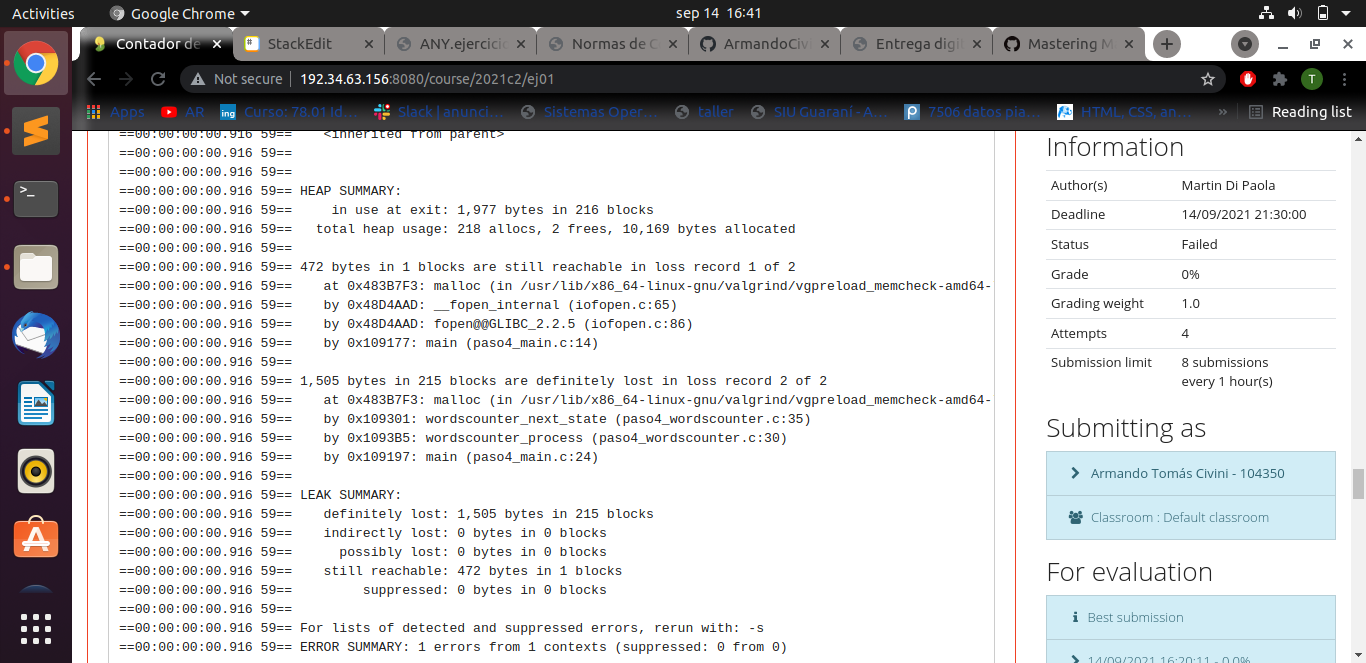 Activities
Google Chrome
sep 14 16:41
Contador de
StackEdit
ANY.ejercicio
Normas de C
ArmandoCivi
Entrega digi
Mastering M
Not secure
192.34.63.156:8080/course/2021c2/ej01
T
Apps
AR
ing
Curso: 78.01 Id...
Slack | anunci...
Sistemas Oper...
taller
SIU Guaraní - A...
7506 datos pia...
HTML, CSS, an...
»
Reading list
==00:00:00:00.916 59==    <inherited from parent>
==00:00:00:00.916 59==
==00:00:00:00.916 59==
==00:00:00:00.916 59== HEAP SUMMARY:
==00:00:00:00.916 59==     in use at exit: 1,977 bytes in 216 blocks
==00:00:00:00.916 59==   total heap usage: 218 allocs, 2 frees, 10,169 bytes allocated
==00:00:00:00.916 59==
==00:00:00:00.916 59== 472 bytes in 1 blocks are still reachable in loss record 1 of 2
==00:00:00:00.916 59==    at 0x483B7F3: malloc (in /usr/lib/x86_64-linux-gnu/valgrind/vgpreload_memcheck-amd64-
==00:00:00:00.916 59==    by 0x48D4AAD: __fopen_internal (iofopen.c:65)
==00:00:00:00.916 59==    by 0x48D4AAD: fopen@@GLIBC_2.2.5 (iofopen.c:86)
==00:00:00:00.916 59==    by 0x109177: main (paso4_main.c:14)
==00:00:00:00.916 59==
==00:00:00:00.916 59== 1,505 bytes in 215 blocks are definitely lost in loss record 2 of 2
==00:00:00:00.916 59==    at 0x483B7F3: malloc (in /usr/lib/x86_64-linux-gnu/valgrind/vgpreload_memcheck-amd64-
==00:00:00:00.916 59==    by 0x109301: wordscounter_next_state (paso4_wordscounter.c:35)
==00:00:00:00.916 59==    by 0x1093B5: wordscounter_process (paso4_wordscounter.c:30)
==00:00:00:00.916 59==    by 0x109197: main (paso4_main.c:24)
==00:00:00:00.916 59==
==00:00:00:00.916 59== LEAK SUMMARY:
==00:00:00:00.916 59==    definitely lost: 1,505 bytes in 215 blocks
==00:00:00:00.916 59==    indirectly lost: 0 bytes in 0 blocks
==00:00:00:00.916 59==      possibly lost: 0 bytes in 0 blocks
==00:00:00:00.916 59==    still reachable: 472 bytes in 1 blocks
==00:00:00:00.916 59==         suppressed: 0 bytes in 0 blocks
==00:00:00:00.916 59==
==00:00:00:00.916 59== For lists of detected and suppressed errors, rerun with: -s
==00:00:00:00.916 59== ERROR SUMMARY: 1 errors from 1 contexts (suppressed: 0 from 0)
Information
Author(s) Martin Di Paola
Deadline 14/09/2021 21:30:00
Status Failed
Grade 0%
Grading weight 1.0
Attempts 4
Submission limit 8 submissions
every 1 hour(s)
Submitting as
Armando Tomás Civini - 104350
Classroom : Default classroom
For evaluation
Best submission
14/09/2021 16:20:11 - 0.0%